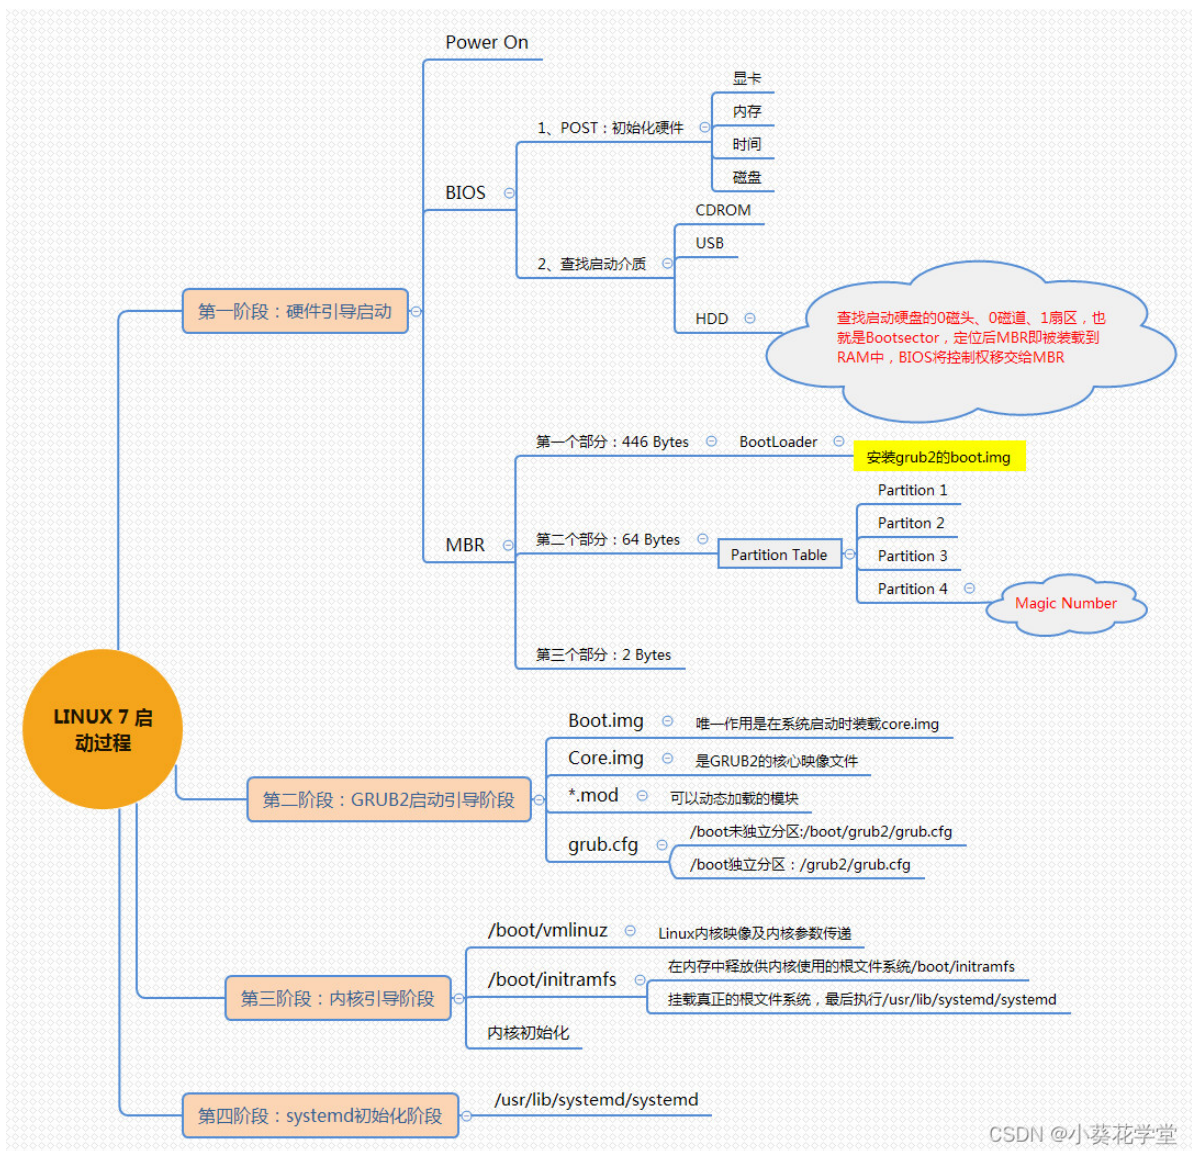 Power On
显卡
内存
1、POST：初始化硬件
时间
磁盘
BIOS
CDROM
USB
2、查找启动介质
HDD
查找启动硬盘的0磁头、0磁道、1扇区，也
就是Bootsector，定位后MBR即被装载到
RAM中，BIOS将控制权移交给MBR
第一阶段：硬件引导启动
第一个部分：446 Bytes
BootLoader
安装grub2的boot.img
Partition 1
Partiton 2
MBR
第二个部分：64 Bytes
Partition Table
Partition 3
Partition 4
Magic Number
第三个部分：2 Bytes
LINUX 7 启
动过程
Boot.img
唯一作用是在系统启动时装载core.img
Core.img
是GRUB2的核心映像文件
第二阶段：GRUB2启动引导阶段
*.mod
可以动态加载的模块
grub.cfg
/boot未独立分区:/boot/grub2/grub.cfg
/boot独立分区：/grub2/grub.cfg
/boot/vmlinuz
Linux内核映像及内核参数传递
第三阶段：内核引导阶段
/boot/initramfs
在内存中释放供内核使用的根文件系统/boot/initramfs
挂载真正的根文件系统，最后执行/usr/lib/systemd/systemd
内核初始化
第四阶段：systemd初始化阶段
/usr/lib/systemd/systemd
CSDN @小葵花学堂